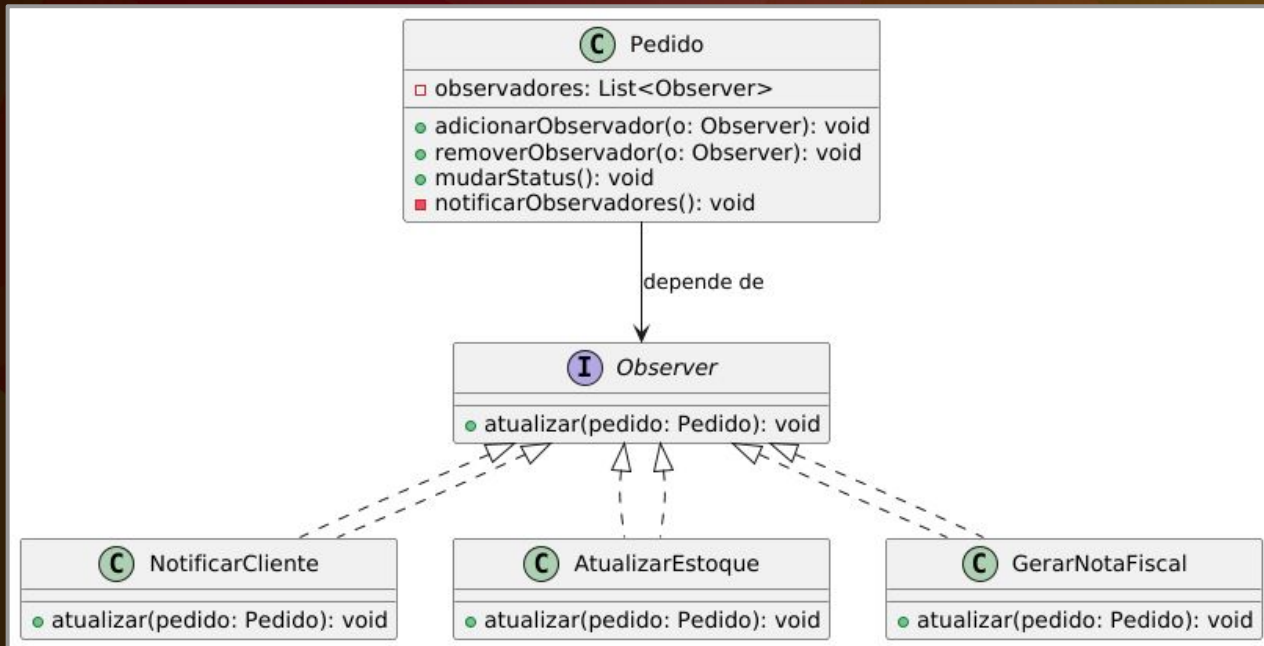 C Pedido
observadores: List<Observer>
adicionarObservador(o: Observer): void
removerObservador(o: Observer): void
mudarStatus(): void
notificarObservadores(): void
depende de
I Observer
atualizar(pedido: Pedido): void
C NotificarCliente
atualizar(pedido: Pedido): void
C AtualizarEstoque
atualizar(pedido: Pedido): void
C GerarNotaFiscal
atualizar(pedido: Pedido): void